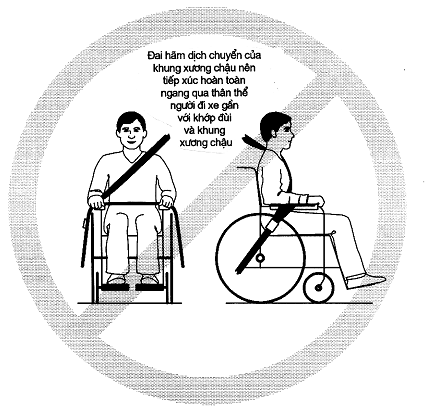 Đai hãm dịch chuyển của
khung xương chậu nên
tiếp xúc hoàn toàn
ngang qua thân thể
người đi xe gần
với khớp đùi
và khung
xương chậu